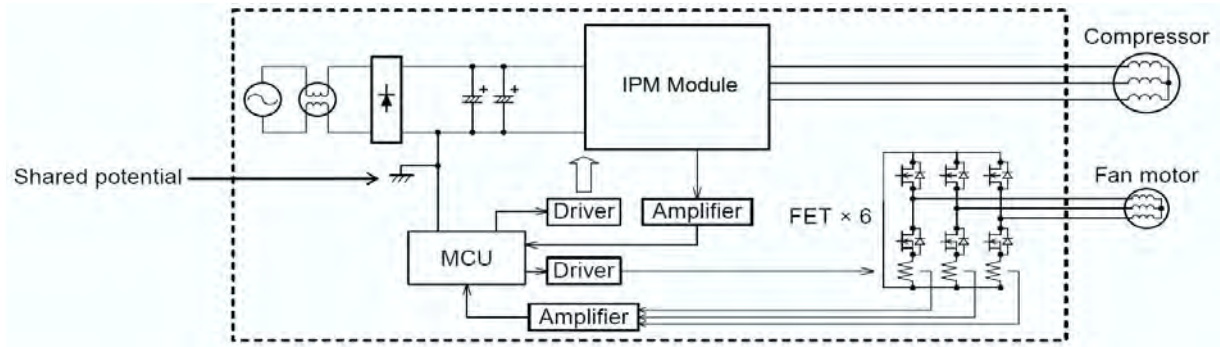 Compressor
IPM Module
Shared potential
Fan motor
Driver
Amplifier
FET × 6
MCU
Driver
Amplifier